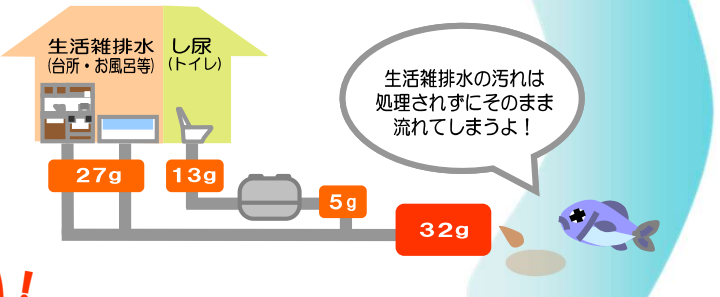 生活雑排水
(台所・お風呂等)
し尿
(トイレ)
生活雑排水の汚れは
処理されずにそのまま
流れてしまうよ！
27g
13g
5g
32g
!